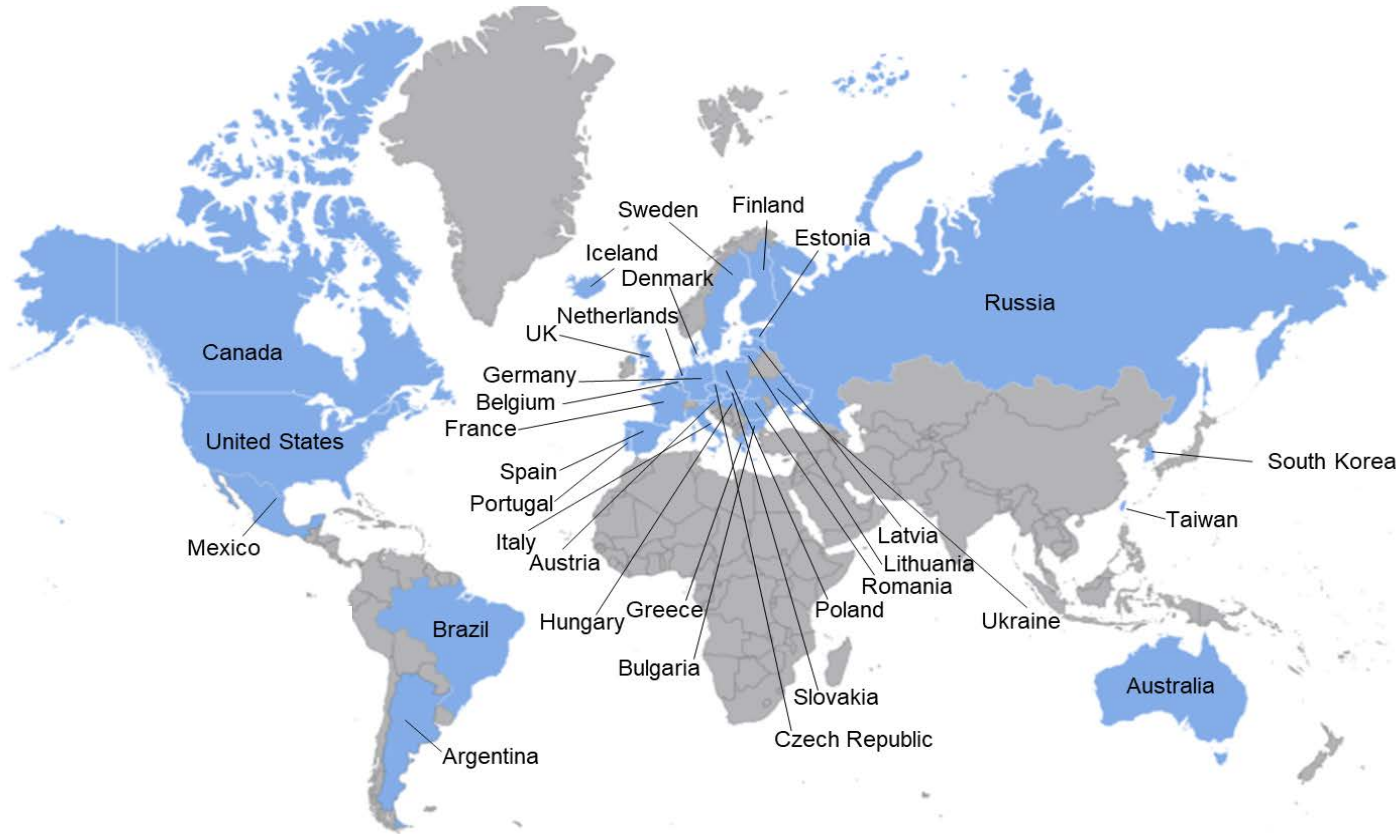 Sweden
Finland
Estonia
Iceland
Denmark
Russia
Netherlands
UK
Canada
Germany
Belgium
France
United States
South Korea
Spain
Portugal
Taiwan
Latvia
Italy
Mexico
Austria
Lithuania
Romania
Greece
Poland
Hungary
Ukraine
Brazil
Bulgaria
Australia
Slovakia
Czech Republic
Argentina